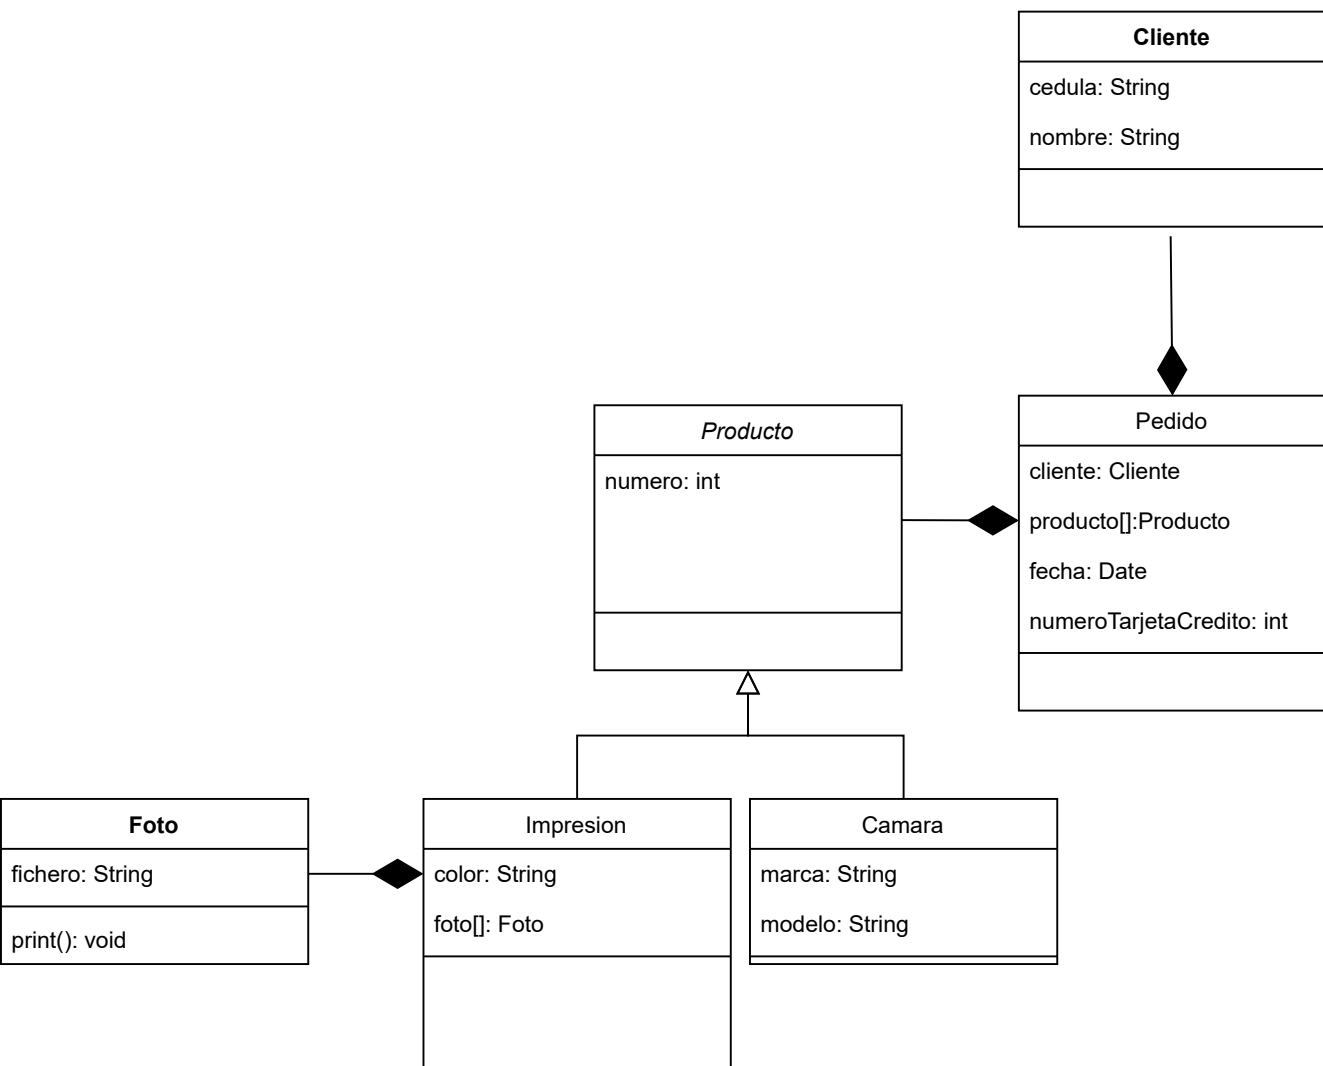 Cliente
cedula: String
nombre: String
Producto
numero: int
Pedido
cliente: Cliente
producto[]:Producto
fecha: Date
numeroTarjetaCredito: int
Foto
fichero: String
print(): void
Impresion
color: String
foto[]: Foto
Camara
marca: String
modelo: String